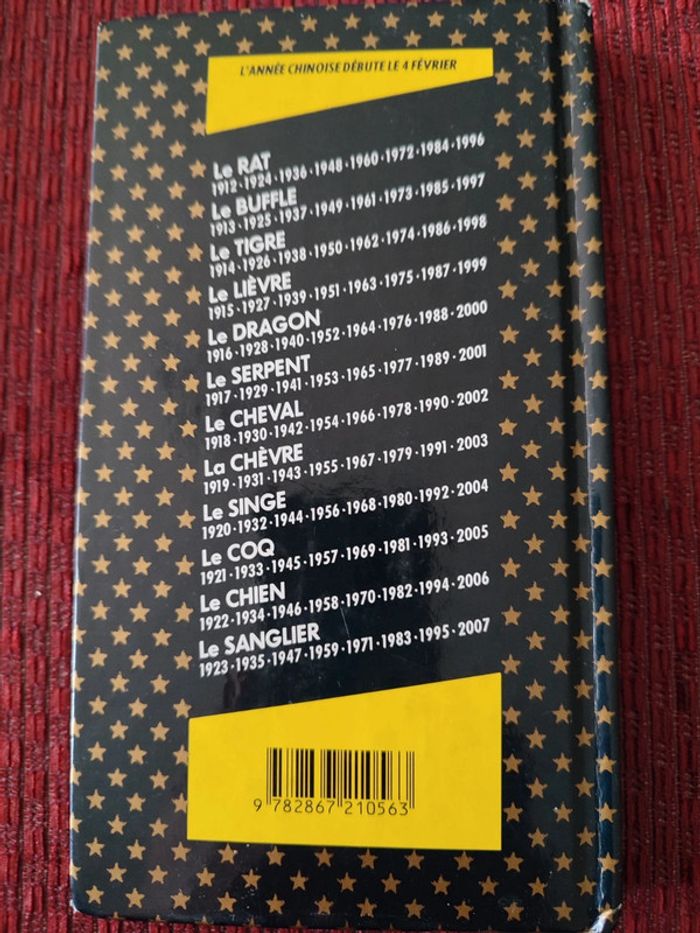 L'ANNÉE CHINOISE DÉBUTE LE 4 FÉVRIER
Le RAT
1912·1924·1936·1948·1960·1972·1984·1996
Le BUFFLE
1913·1925·1937·1949·1961·1973·1985·1997
Le TIGRE
1914·1926·1938·1950·1962·1974·1986·1998
Le LIÈVRE
1915·1927·1939·1951·1963·1975·1987·1999
Le DRAGON
1916·1928·1940·1952·1964·1976·1988·2000
Le SERPENT
1917·1929·1941·1953·1965·1977·1989·2001
Le CHEVAL
1918·1930·1942·1954·1966·1978·1990·2002
La CHÈVRE
1919·1931·1943·1955·1967·1979·1991·2003
Le SINGE
1920·1932·1944·1956·1968·1980·1992·2004
Le COQ
1921·1933·1945·1957·1969·1981·1993·2005
Le CHIEN
1922·1934·1946·1958·1970·1982·1994·2006
Le SANGLIER
1923·1935·1947·1959·1971·1983·1995·2007
9 782867 210563